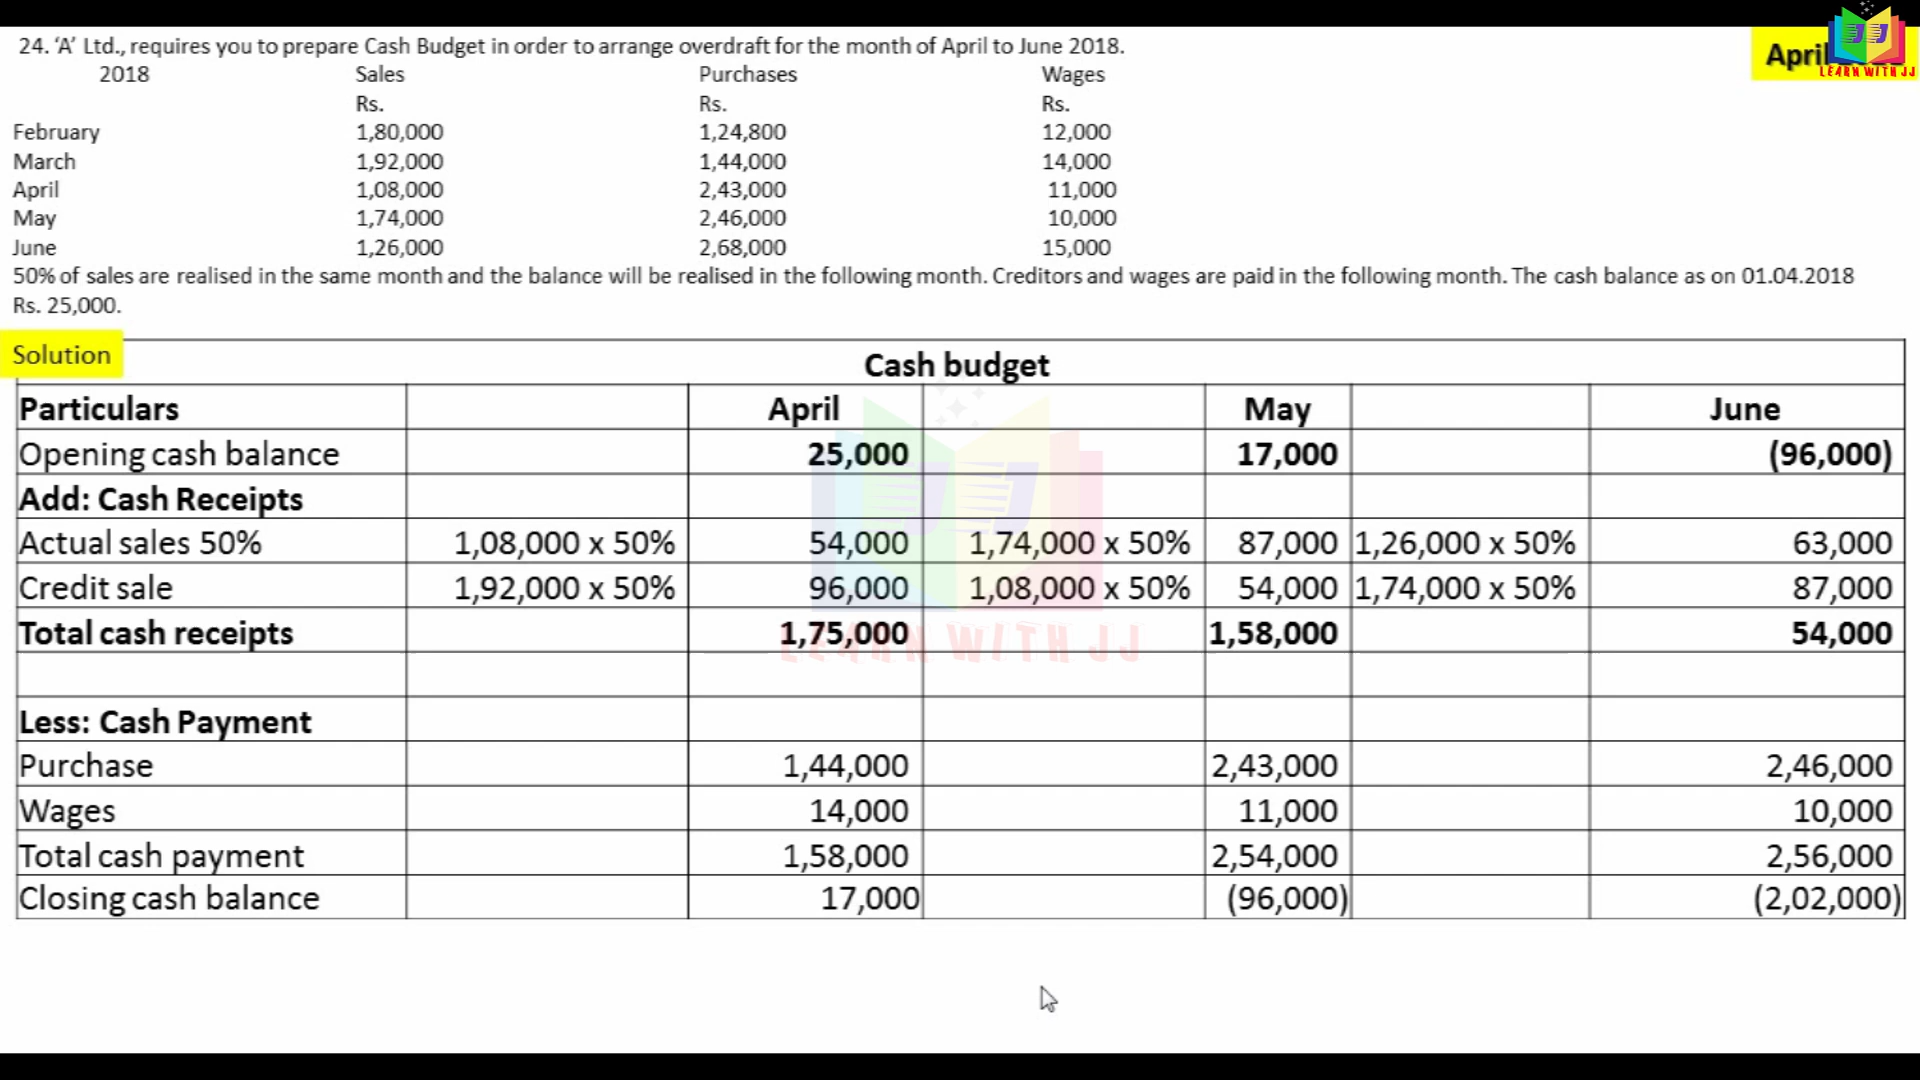 24. 'A' Ltd., requires you to prepare Cash Budget in order to arrange overdraft for the month of April to June 2018.
April
LEARN WITH JJ
2018 Sales Purchases Wages
Rs. Rs. Rs.
February 1,80,000 1,24,800 12,000
March 1,92,000 1,44,000 14,000
April 1,08,000 2,43,000 11,000
May 1,74,000 2,46,000 10,000
June 1,26,000 2,68,000 15,000
50% of sales are realised in the same month and the balance will be realised in the following month. Creditors and wages are paid in the following month. The cash balance as on 01.04.2018
Rs. 25,000.
Solution
Cash budget
Particulars April May June
Opening cash balance 25,000 17,000 (96,000)
Add: Cash Receipts
Actual sales 50% 1,08,000 x 50% 54,000 1,74,000 x 50% 87,000 1,26,000 x 50% 63,000
Credit sale 1,92,000 x 50% 96,000 1,08,000 x 50% 54,000 1,74,000 x 50% 87,000
Total cash receipts 1,75,000 1,58,000 54,000
LEARN WITH JJ
Less: Cash Payment
Purchase 1,44,000 2,43,000 2,46,000
Wages 14,000 11,000 10,000
Total cash payment 1,58,000 2,54,000 2,56,000
Closing cash balance 17,000 (96,000) (2,02,000)